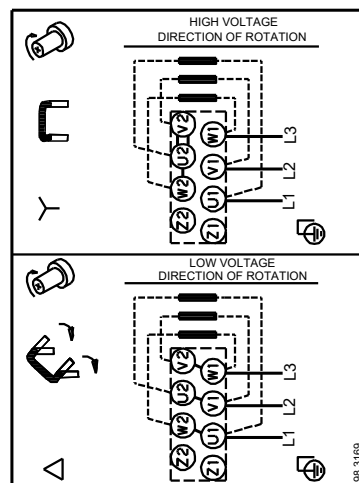 HIGH VOLTAGE
DIRECTION OF ROTATION
V2 W1 L3
U2 V1 L2
W2 U1 L1
Z2 Z1
LOW VOLTAGE
DIRECTION OF ROTATION
V2 W1 L3
U2 V1 L2
W2 U1 L1
Z2 Z1
98 3169